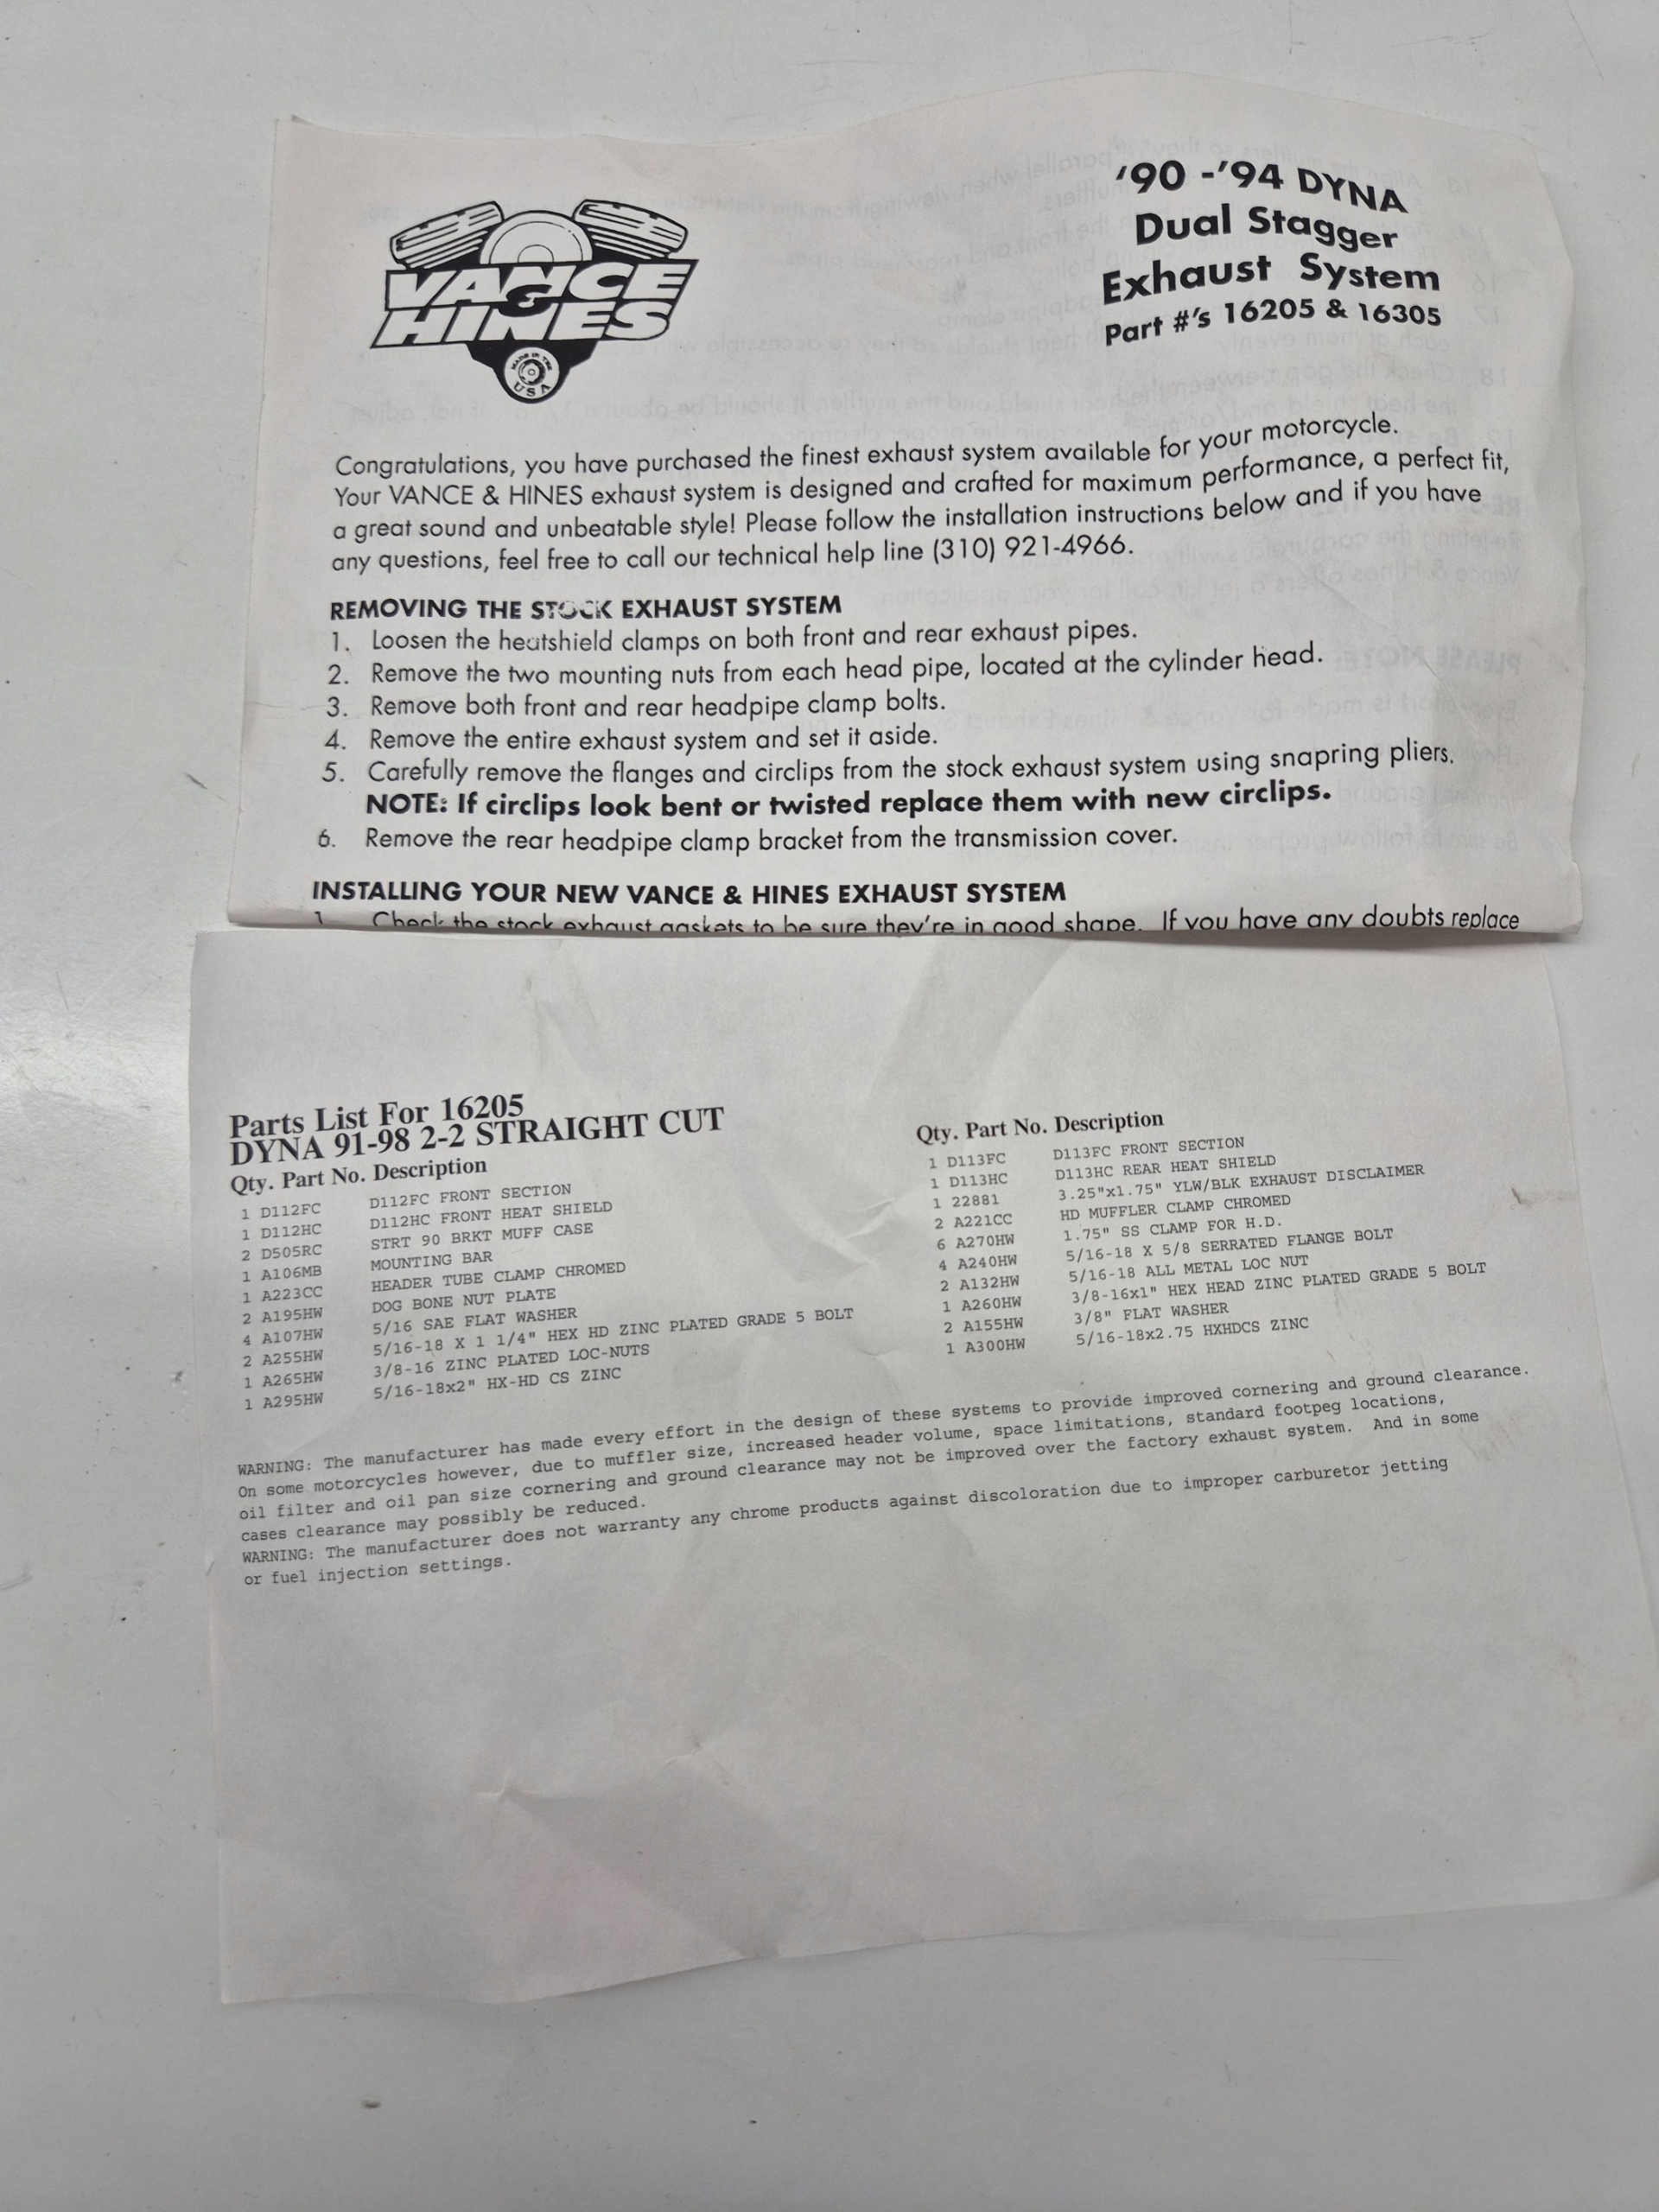 VANCE
&
HINES
MADE IN THE
USA
'90 -'94 DYNA
Dual Stagger
Exhaust System
Part #'s 16205 & 16305
Congratulations, you have purchased the finest exhaust system available for your motorcycle.
Your VANCE & HINES exhaust system is designed and crafted for maximum performance, a perfect fit,
a great sound and unbeatable style! Please follow the installation instructions below and if you have
any questions, feel free to call our technical help line (310) 921-4966.
REMOVING THE STOCK EXHAUST SYSTEM
1. Loosen the heatshield clamps on both front and rear exhaust pipes.
2. Remove the two mounting nuts from each head pipe, located at the cylinder head.
3. Remove both front and rear headpipe clamp bolts.
4. Remove the entire exhaust system and set it aside.
5. Carefully remove the flanges and circlips from the stock exhaust system using snapring pliers.
NOTE: If circlips look bent or twisted replace them with new circlips.
6. Remove the rear headpipe clamp bracket from the transmission cover.
INSTALLING YOUR NEW VANCE & HINES EXHAUST SYSTEM
1. Check the stock exhaust gaskets to be sure they're in good shape. If you have any doubts replace
Parts List For 16205
DYNA 91-98 2-2 STRAIGHT CUT
Qty. Part No. Description
1 D112FC D112FC FRONT SECTION
1 D112HC D112HC FRONT HEAT SHIELD
2 D505RC STRT 90 BRKT MUFF CASE
1 A106MB MOUNTING BAR
1 A223CC HEADER TUBE CLAMP CHROMED
2 A195HW DOG BONE NUT PLATE
4 A107HW 5/16 SAE FLAT WASHER
2 A255HW 5/16-18 X 1 1/4" HEX HD ZINC PLATED GRADE 5 BOLT
1 A265HW 3/8-16 ZINC PLATED LOC-NUTS
1 A295HW 5/16-18x2" HX-HD CS ZINC
Qty. Part No. Description
1 D113FC D113FC FRONT SECTION
1 D113HC D113HC REAR HEAT SHIELD
1 22881 3.25"x1.75" YLW/BLK EXHAUST DISCLAIMER
2 A221CC HD MUFFLER CLAMP CHROMED
6 A270HW 1.75" SS CLAMP FOR H.D.
4 A240HW 5/16-18 X 5/8 SERRATED FLANGE BOLT
2 A132HW 5/16-18 ALL METAL LOC NUT
1 A260HW 3/8-16x1" HEX HEAD ZINC PLATED GRADE 5 BOLT
2 A155HW 3/8" FLAT WASHER
1 A300HW 5/16-18x2.75 HXHDCS ZINC
WARNING: The manufacturer has made every effort in the design of these systems to provide improved cornering and ground clearance.
On some motorcycles however, due to muffler size, increased header volume, space limitations, standard footpeg locations,
oil filter and oil pan size cornering and ground clearance may not be improved over the factory exhaust system. And in some
cases clearance may possibly be reduced.
WARNING: The manufacturer does not warranty any chrome products against discoloration due to improper carburetor jetting
or fuel injection settings.